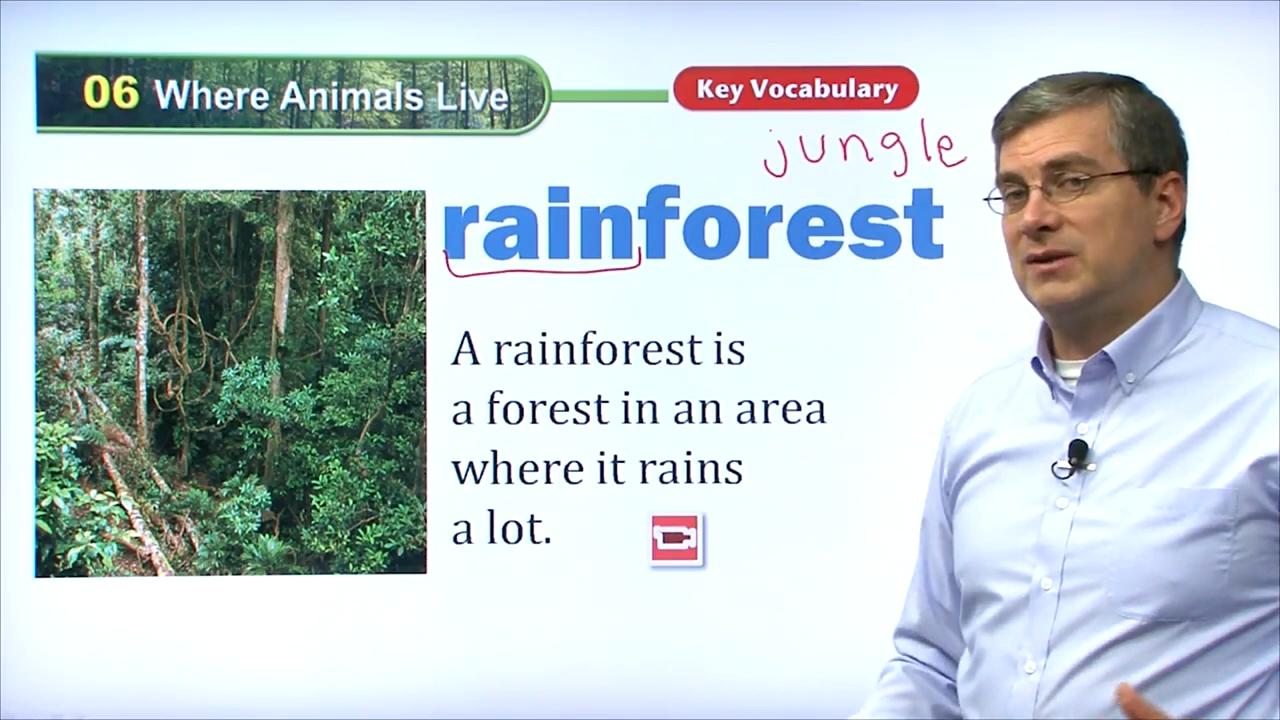 06 Where Animals Live
Key Vocabulary
jungle
rainforest
A rainforest is
a forest in an area
where it rains
a lot.